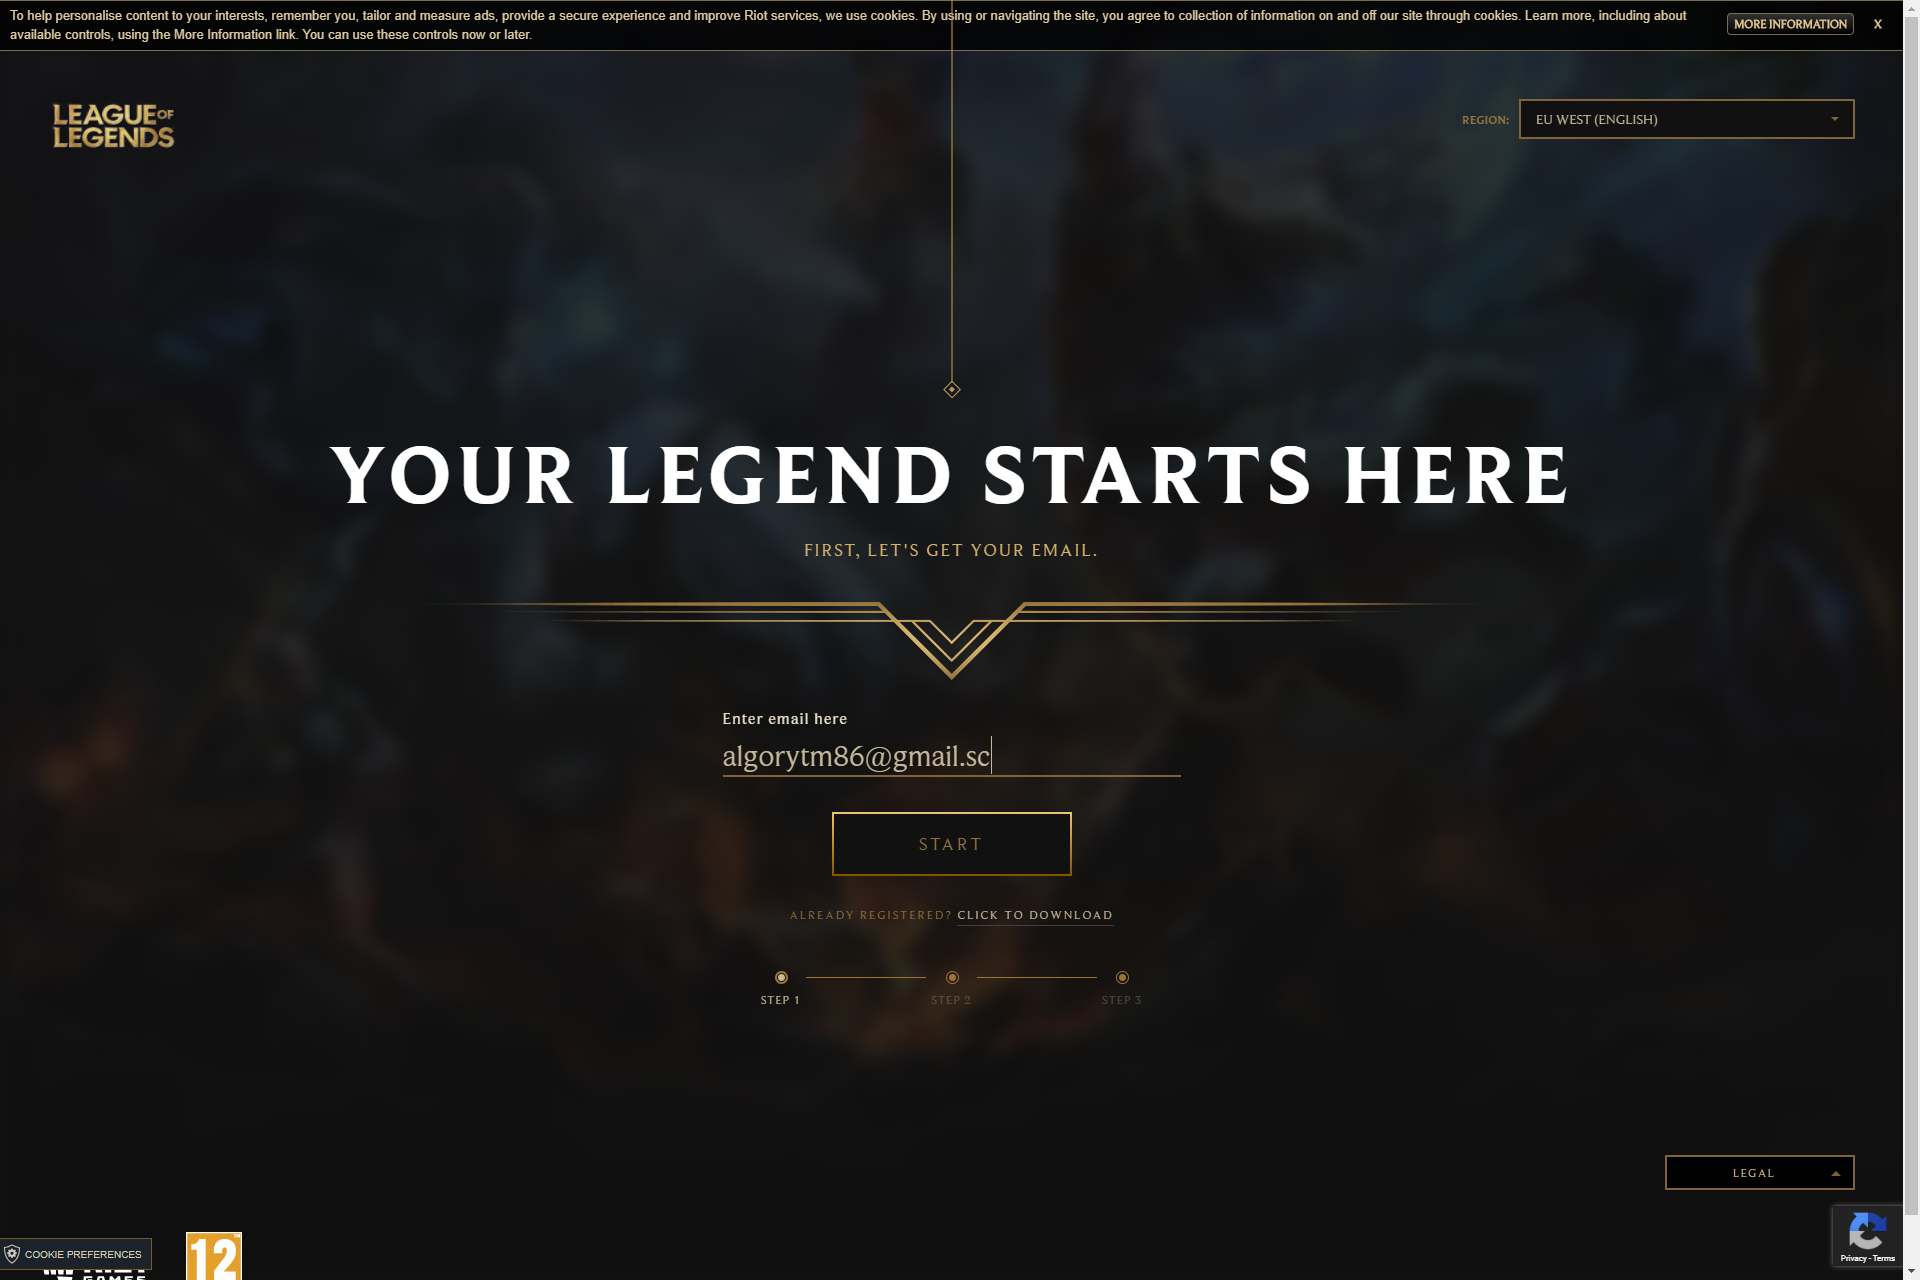 To help personalise content to your interests, remember you, tailor and measure ads, provide a secure experience and improve Riot services, we use cookies. By using or navigating the site, you agree to collection of information on and off our site through cookies. Learn more, including about
available controls, using the More Information link. You can use these controls now or later.
MORE INFORMATION
X
LEAGUE OF
LEGENDS
REGION:
EU WEST (ENGLISH)
YOUR LEGEND STARTS HERE
FIRST, LET'S GET YOUR EMAIL.
Enter email here
algorytm86@gmail.sc
START
ALREADY REGISTERED? CLICK TO DOWNLOAD
STEP 1
STEP 2
STEP 3
LEGAL
Privacy - Terms
COOKIE PREFERENCES
GAMES
12